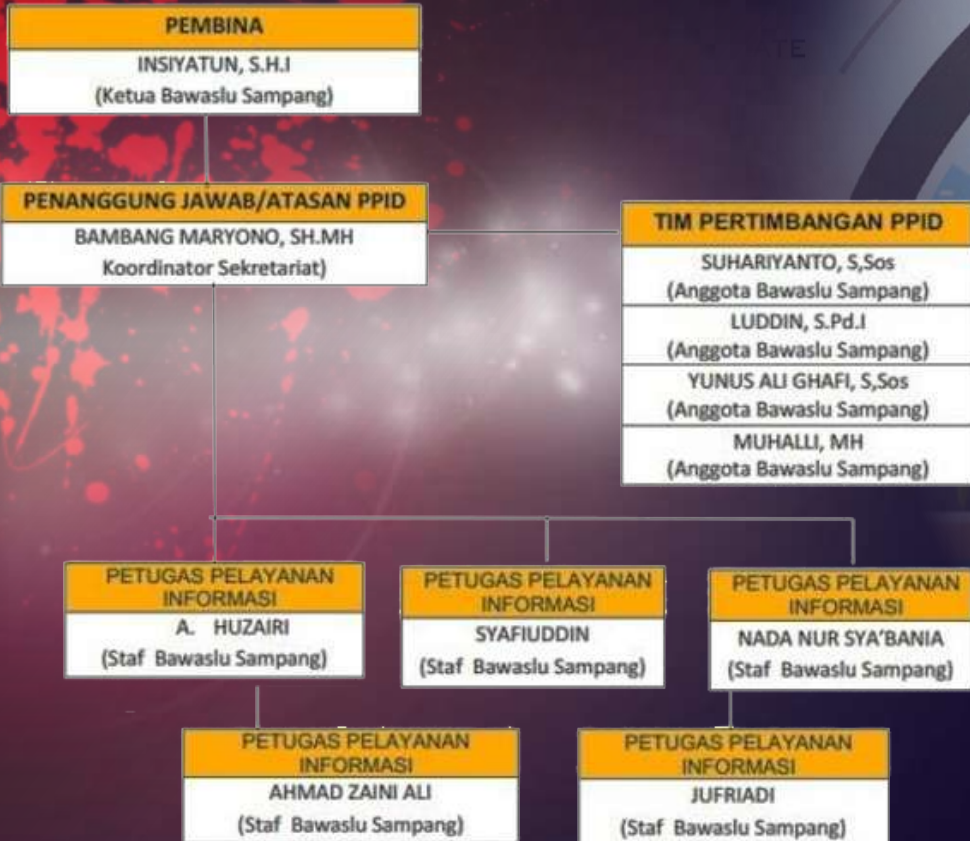 TE
PEMBINA
INSIYATUN, S.H.I
(Ketua Bawaslu Sampang)
PENANGGUNG JAWAB/ATASAN PPID
BAMBANG MARYONO, SH.MH
Koordinator Sekretariat)
TIM PERTIMBANGAN PPID
SUHARIYANTO, S,Sos
(Anggota Bawaslu Sampang)
LUDDIN, S.Pd.I
(Anggota Bawaslu Sampang)
YUNUS ALI GHAFI, S,Sos
(Anggota Bawaslu Sampang)
MUHALLI, MH
(Anggota Bawaslu Sampang)
PETUGAS PELAYANAN
INFORMASI
A. HUZAIRI
(Staf Bawaslu Sampang)
PETUGAS PELAYANAN
INFORMASI
SYAFIUDDIN
(Staf Bawaslu Sampang)
PETUGAS PELAYANAN
INFORMASI
NADA NUR SYA'BANIA
(Staf Bawaslu Sampang)
PETUGAS PELAYANAN
INFORMASI
AHMAD ZAINI ALI
(Staf Bawaslu Sampang)
PETUGAS PELAYANAN
INFORMASI
JUFRIADI
(Staf Bawaslu Sampang)